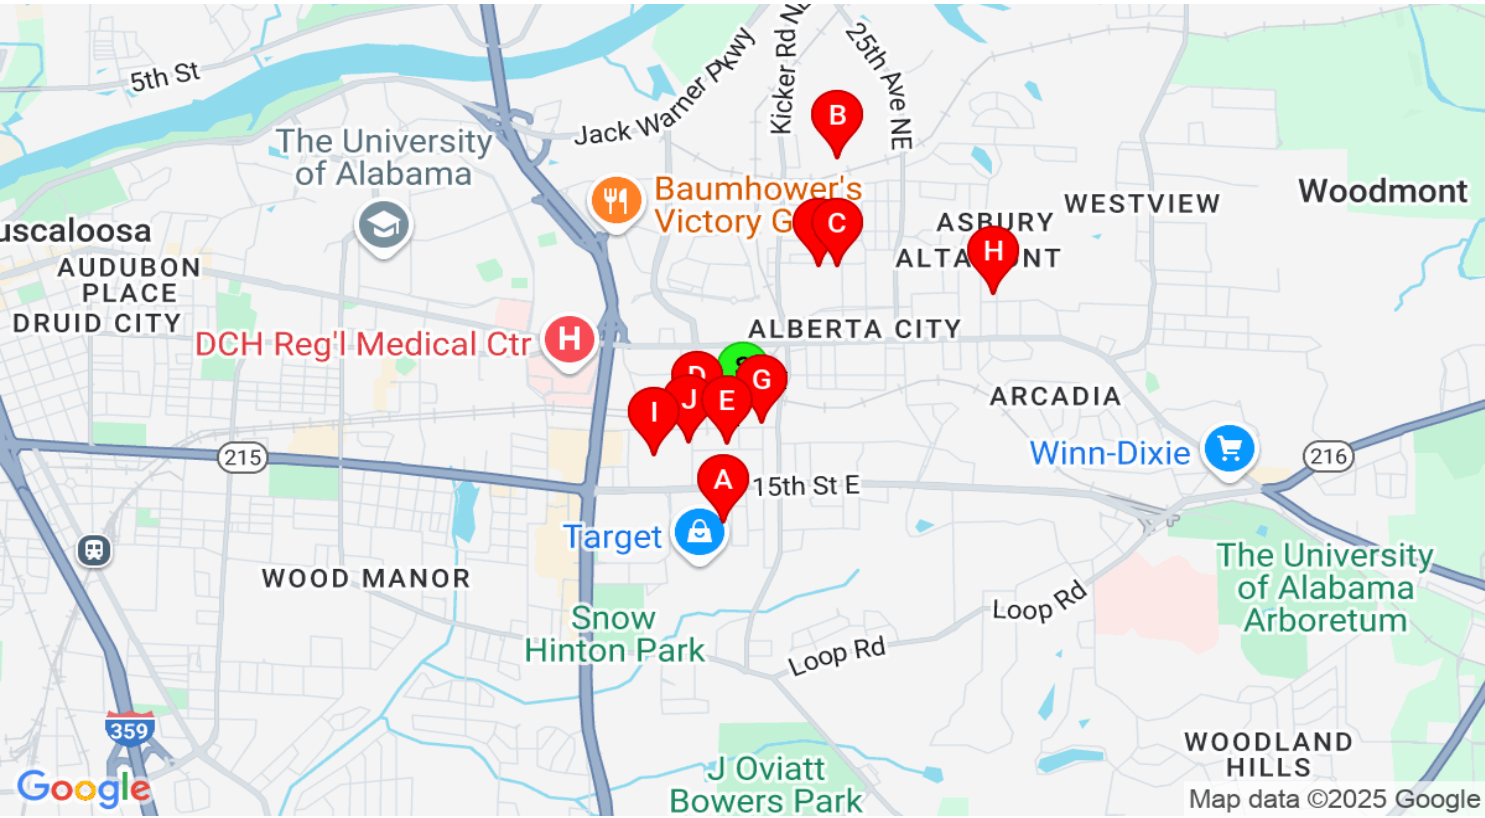 5th St
Jack Warner Pkwy
Kicker Rd NE
25th Ave NE
B
The University
of Alabama
Baumhower's
Victory G
C
ASBURY
WESTVIEW
Woodmont
uscaloosa
AUDUBON
PLACE
DRUID CITY
ALTA
NT
H
DCH Reg'l Medical Ctr
H
ALBERTA CITY
D
G
I
J
E
ARCADIA
215
Winn-Dixie
216
A
15th St E
Target
WOOD MANOR
Snow
Hinton Park
Loop Rd
Loop Rd
The University
of Alabama
Arboretum
359
WOODLAND
HILLS
J Oviatt
Bowers Park
Google
Map data ©2025 Google